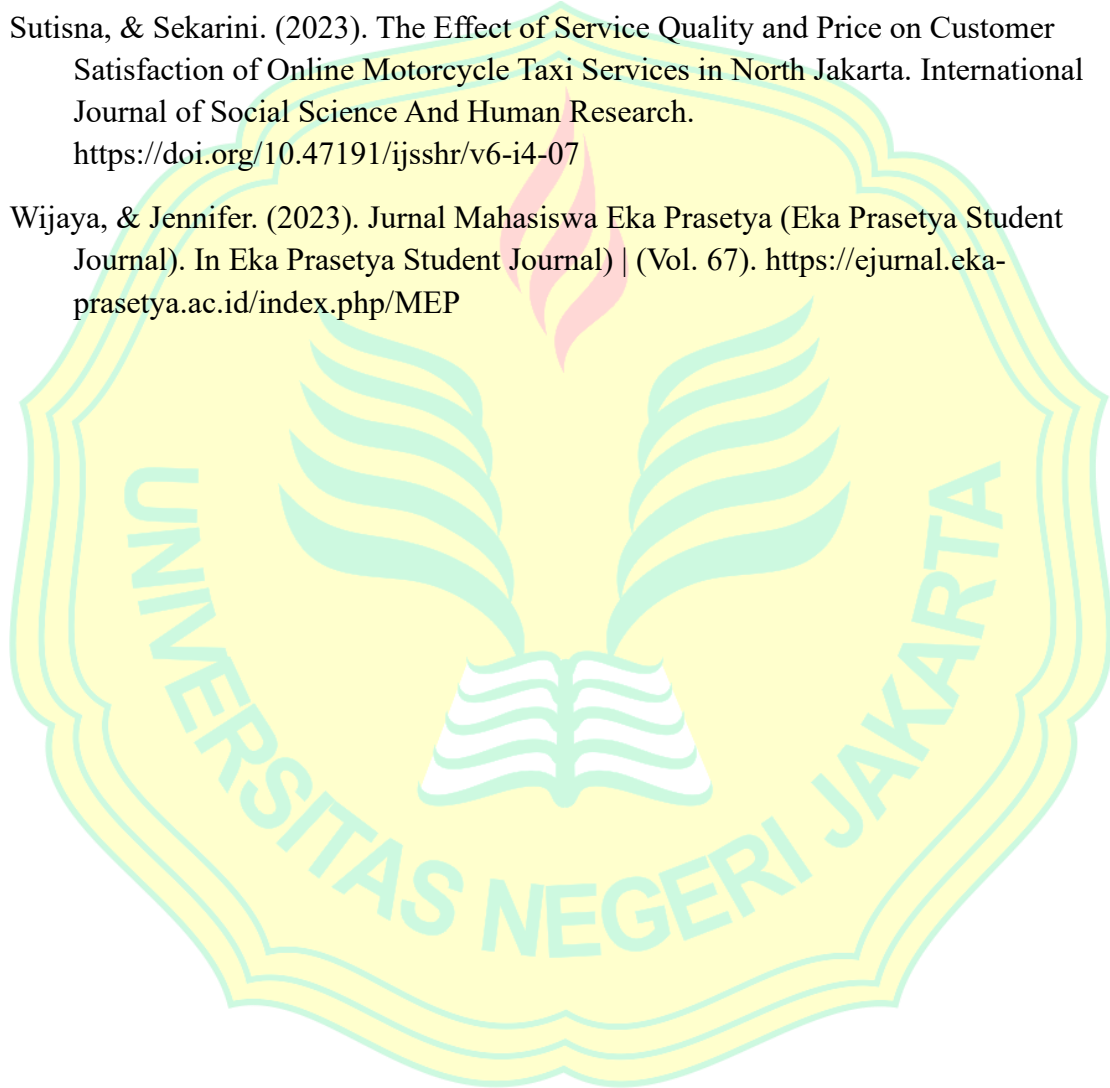 Sutisna, & Sekarini. (2023). The Effect of Service Quality and Price on Customer
Satisfaction of Online Motorcycle Taxi Services in North Jakarta. International
Journal of Social Science And Human Research.
https://doi.org/10.47191/ijsshr/v6-i4-07
Wijaya, & Jennifer. (2023). Jurnal Mahasiswa Eka Prasetya (Eka Prasetya Student
Journal). In Eka Prasetya Student Journal) | (Vol. 67). https://ejurnal.eka-
prasetya.ac.id/index.php/MEP
UNIVERSITAS NEGERI JAKARTA